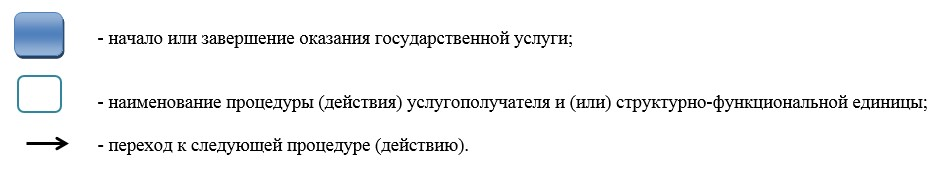 - начало или завершение оказания государственной услуги;
- наименование процедуры (действия) услугополучателя и (или) структурно-функциональной единицы;
- переход к следующей процедуре (действию).